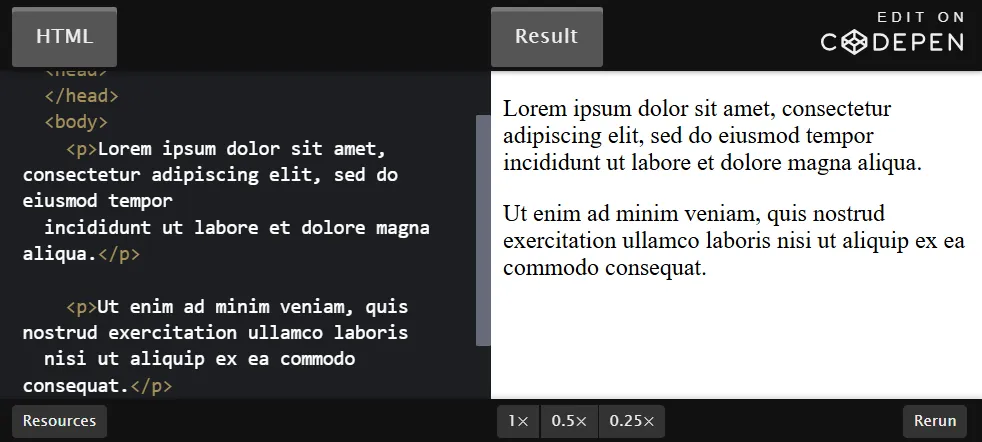 HTML
Result
EDIT ON
CODEPEN
<head>
</head>
<body>
<p>Lorem ipsum dolor sit amet,
consectetur adipiscing elit, sed do
eiusmod tempor
incididunt ut labore et dolore magna
aliqua.</p>
<p>Ut enim ad minim veniam, quis
nostrud exercitation ullamco laboris
nisi ut aliquip ex ea commodo
consequat.</p>
Lorem ipsum dolor sit amet, consectetur
adipiscing elit, sed do eiusmod tempor
incididunt ut labore et dolore magna aliqua.
Ut enim ad minim veniam, quis nostrud
exercitation ullamco laboris nisi ut aliquip ex ea
commodo consequat.
Resources
1×
0.5×
0.25×
Rerun